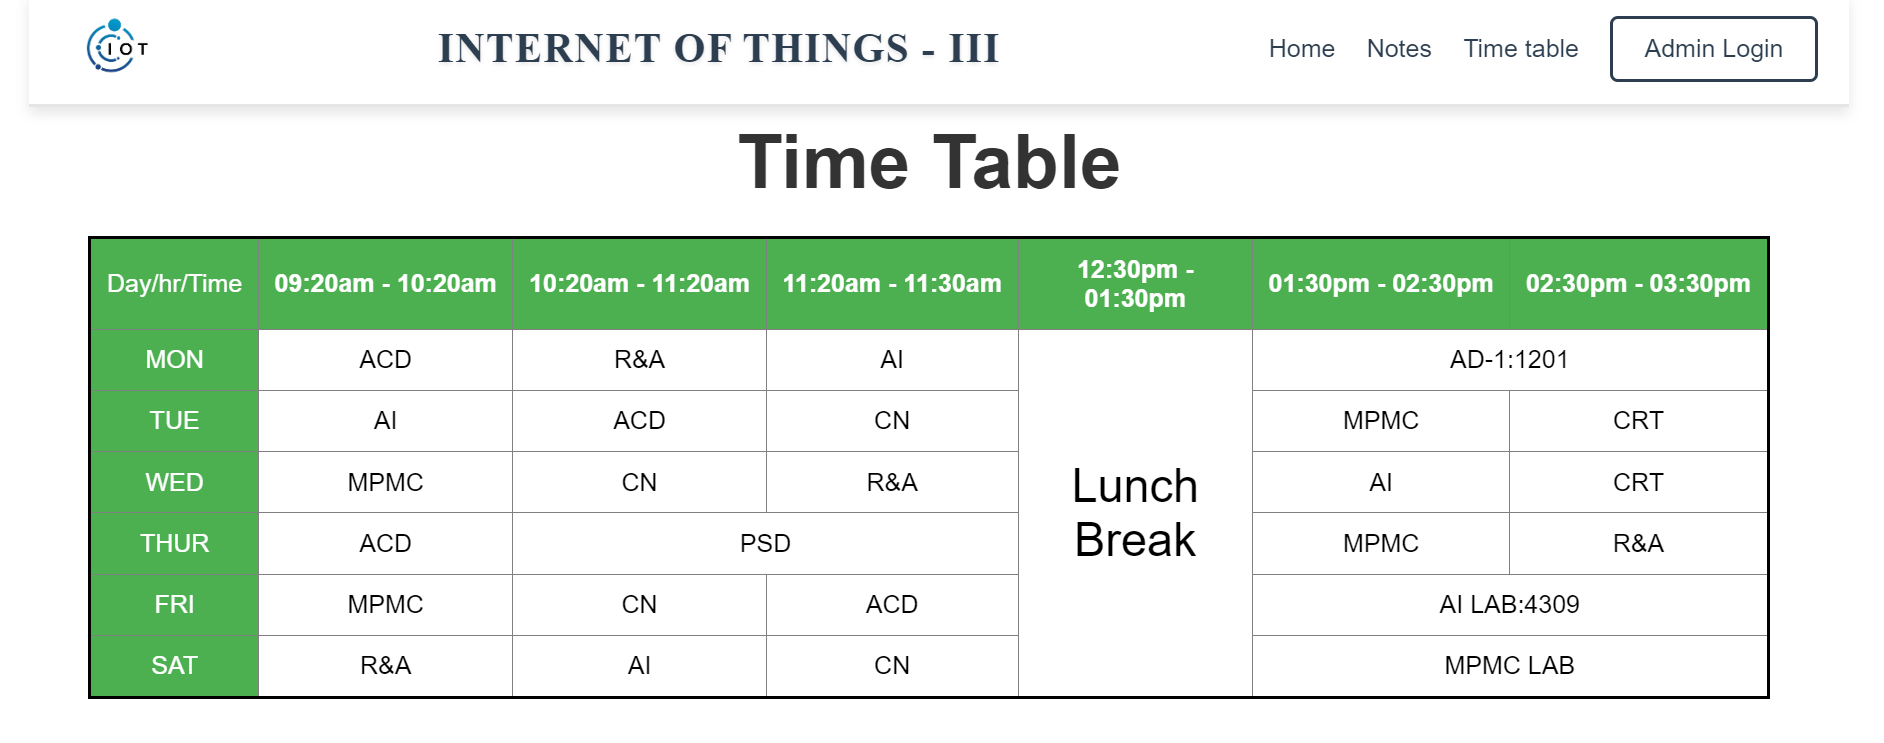 IOT
INTERNET OF THINGS - III
Home Notes Time table Admin Login
Time Table
Day/hr/Time 09:20am - 10:20am 10:20am - 11:20am 11:20am - 11:30am 12:30pm - 01:30pm 01:30pm - 02:30pm 02:30pm - 03:30pm
MON ACD R&A AI AD-1:1201
TUE AI ACD CN MPMC CRT
WED MPMC CN R&A AI CRT
Lunch
Break
THUR ACD PSD MPMC R&A
FRI MPMC CN ACD AI LAB:4309
SAT R&A AI CN MPMC LAB